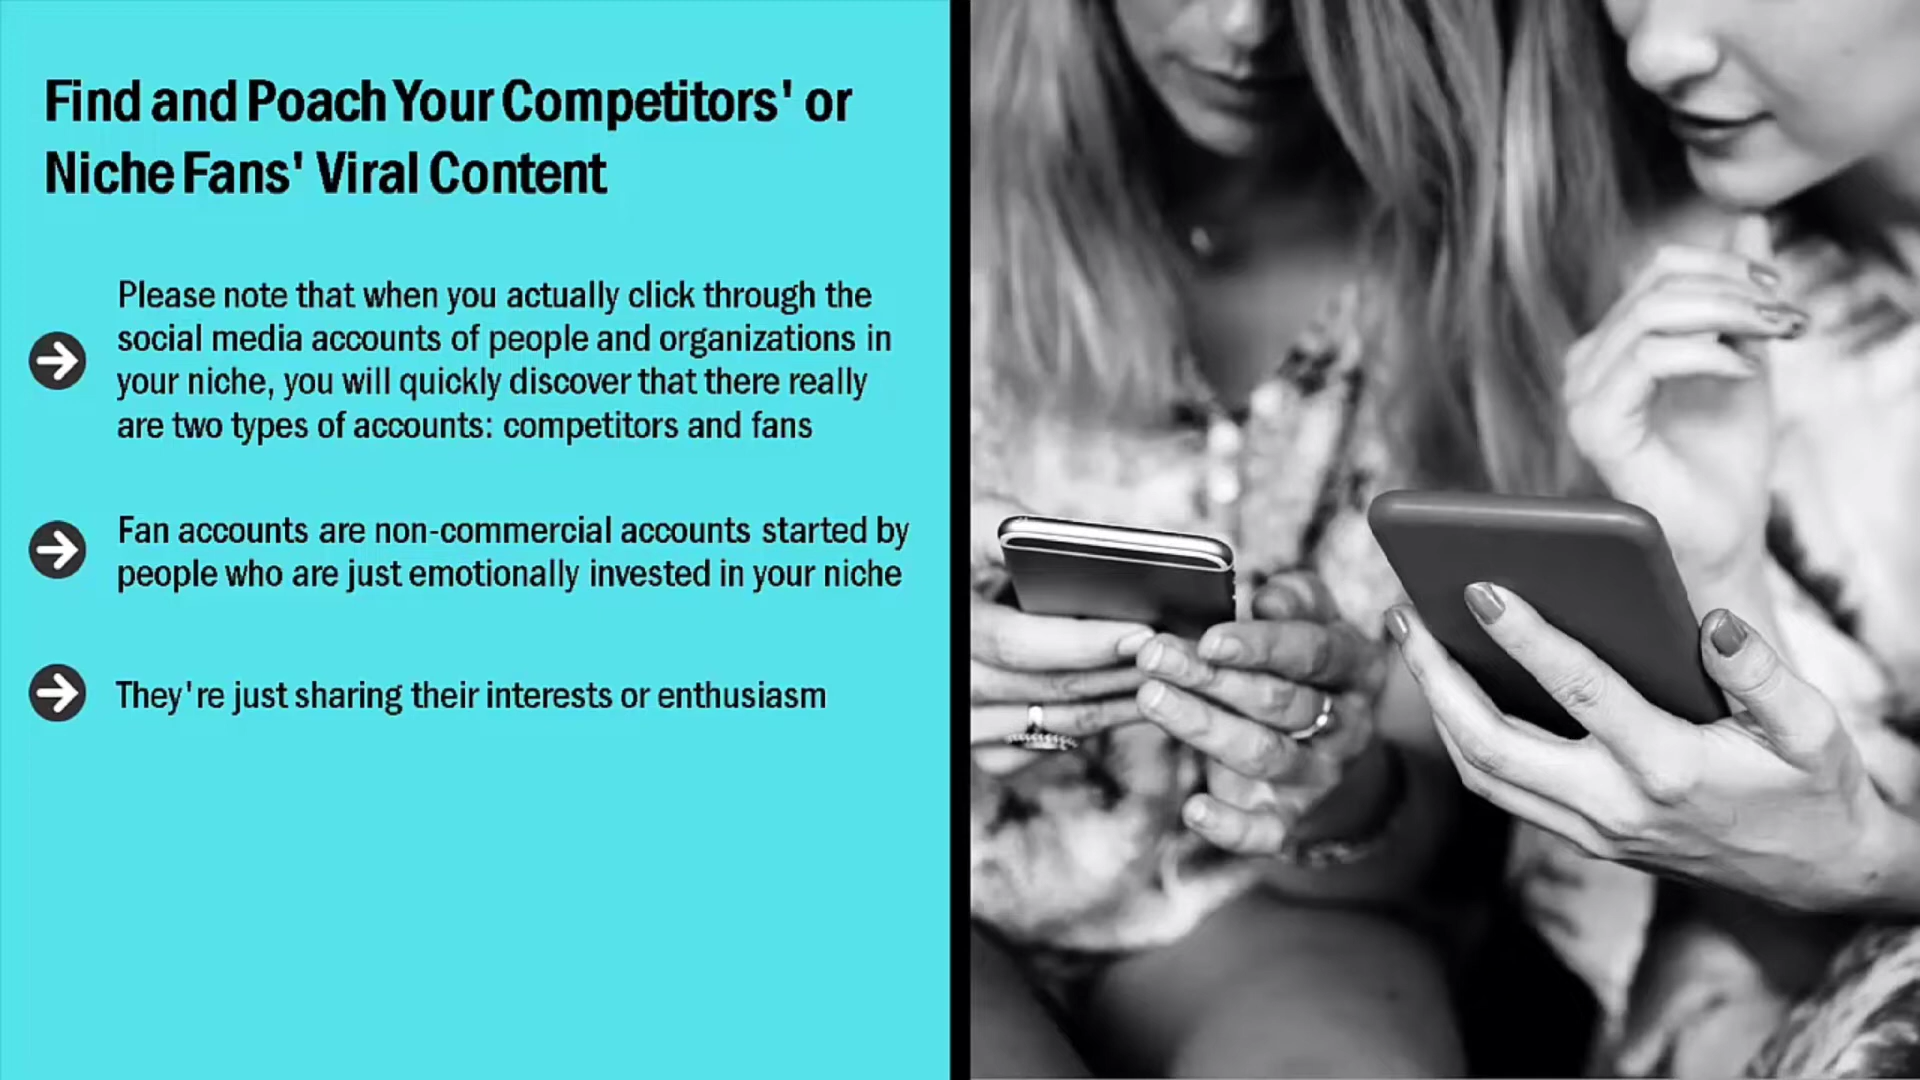 Find and Poach Your Competitors' or
Niche Fans' Viral Content
Please note that when you actually click through the
social media accounts of people and organizations in
your niche, you will quickly discover that there really
are two types of accounts: competitors and fans
Fan accounts are non-commercial accounts started by
people who are just emotionally invested in your niche
They're just sharing their interests or enthusiasm